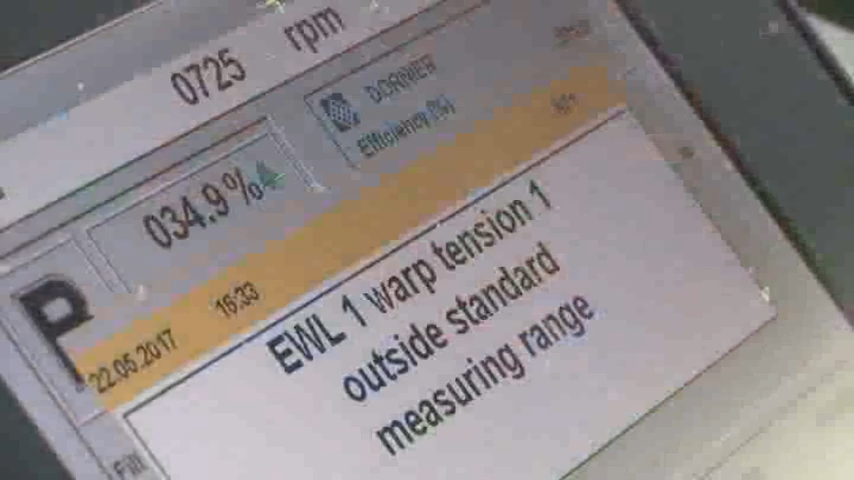 0725 rpm
DORNIER
Efficiency (%)
034.9%
P
22.05.2017 16:33
EWL 1 warp tension 1
outside standard
measuring range
Fill